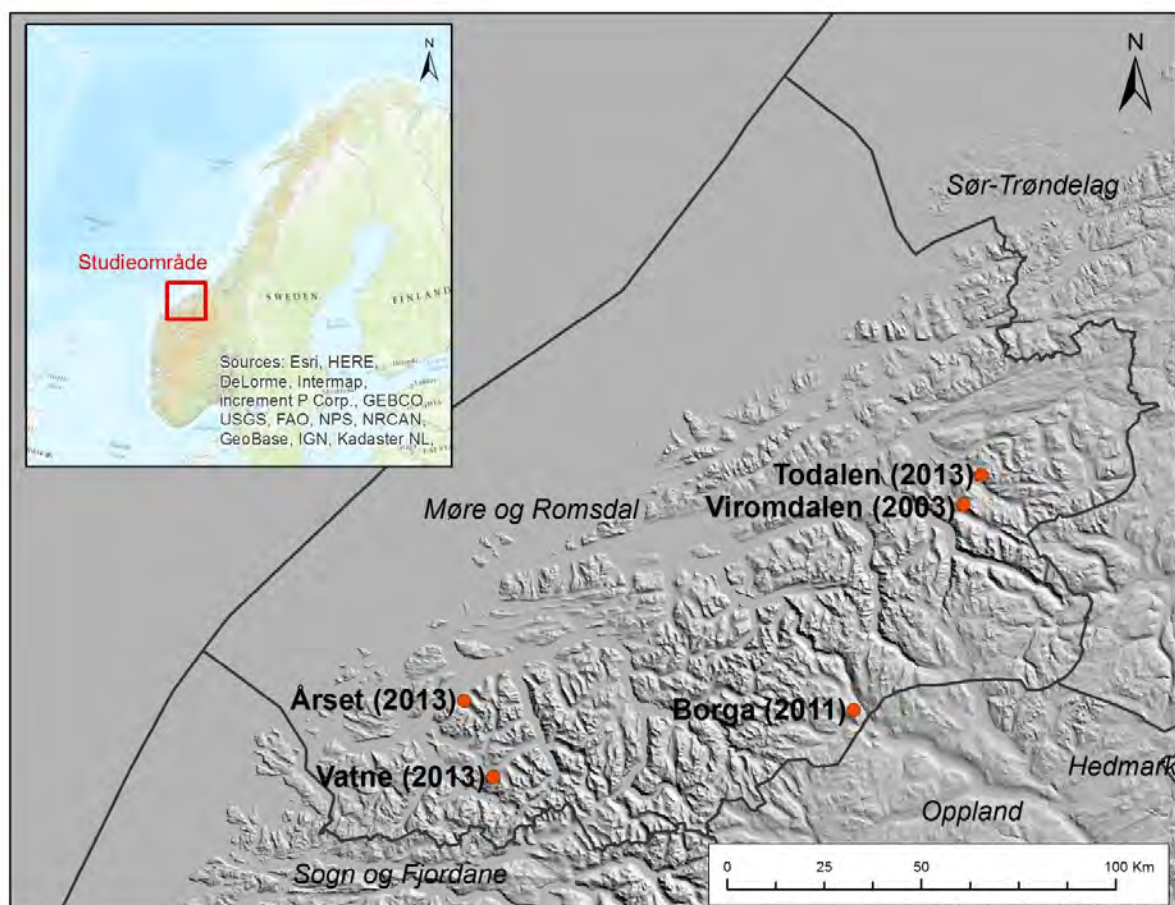 N
Studieområde
SWEDEN
FINLAND
Sources: Esri, HERE,
DeLorme, Intermap,
increment P Corp., GEBCO,
USGS, FAO, NPS, NRCAN,
GeoBase, IGN, Kadaster NL,
N
Sør-Trøndelag
Møre og Romsdal
Todalen (2013)
Viromdalen (2003)
Årset (2013)
Borga (2011)
Vatne (2013)
Hedmark
Oppland
Sogn og Fjordane
0 25 50 100 Km